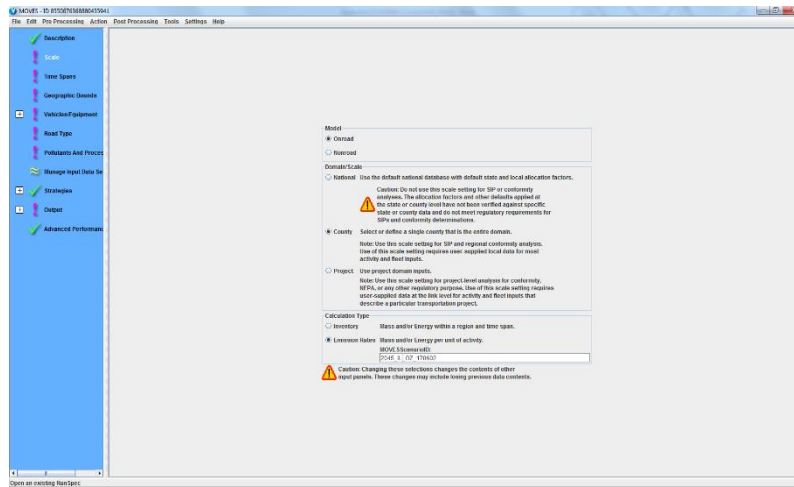 MOVES - ID 8550676368880455941
File Edit Pre Processing Action Post Processing Tools Settings Help
Description
Scale
Time Spans
Geographic Bounds
Vehicles/Equipment
Road Type
Pollutants And Proces
Manage Input Data Se
Strategies
Output
Advanced Performanc
Model
Onroad
Nonroad
Domain/Scale
National Use the default national database with default state and local allocation factors.
Caution: Do not use this scale setting for SIP or conformity
analyses. The allocation factors and other defaults applied at
the state or county level have not been verified against specific
state or county data and do not meet regulatory requirements for
SIPs and conformity determinations.
County Select or define a single county that is the entire domain.
Note: Use this scale setting for SIP and regional conformity analysis.
Use of this scale setting requires user-supplied local data for most
activity and fleet inputs.
Project Use project domain inputs.
Note: Use this scale setting for project-level analysis for conformity,
NEPA, or any other regulatory purpose. Use of this scale setting requires
user-supplied data at the link level for activity and fleet inputs that
describe a particular transportation project.
Calculation Type
Inventory Mass and/or Energy within a region and time span.
Emission Rates Mass and/or Energy per unit of activity.
MOVESScenarioID:
Caution: Changing these selections changes the contents of other
input panels. These changes may include losing previous data contents.
Open an existing RunSpec